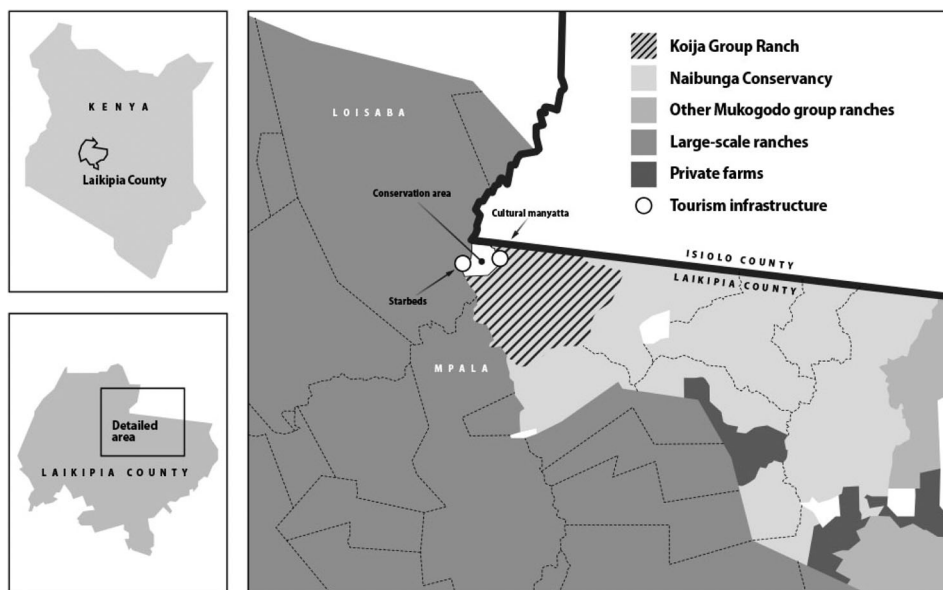 KENYA
Laikipia County
Detailed
area
LAIKIPIA COUNTY
LOISABA
Conservation area
Cultural manyatta
Starbeds
MPALA
ISIOLO COUNTY
LAIKIPIA COUNTY
Koija Group Ranch
Naibunga Conservancy
Other Mukogodo group ranches
Large-scale ranches
Private farms
Tourism infrastructure